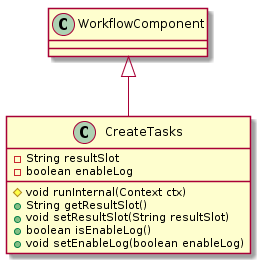 C WorkflowComponent
C CreateTasks
String resultSlot
boolean enableLog
void runInternal(Context ctx)
String getResultSlot()
void setResultSlot(String resultSlot)
boolean isEnableLog()
void setEnableLog(boolean enableLog)